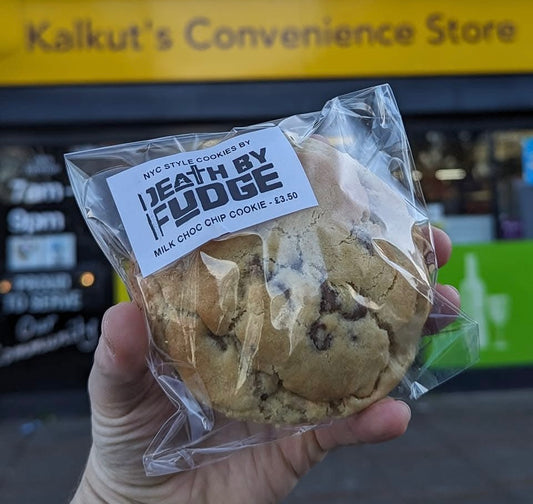 Kalkut's Convenience Store
NYC STYLE COOKIES BY
DEATH BY
FUDGE
MILK CHOC CHIP COOKIE - £3.50
7am -
9pm
PROUD
TO SERVE
Our
Community